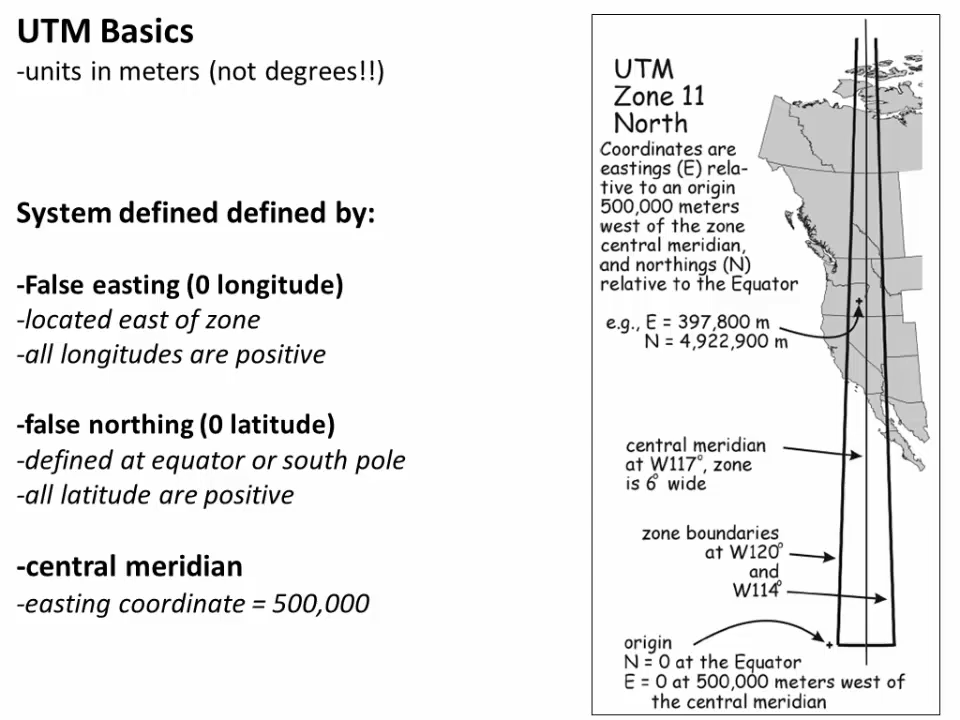 UTM Basics
-units in meters (not degrees!!)
System defined defined by:
-False easting (0 longitude)
-located east of zone
-all longitudes are positive
-false northing (0 latitude)
-defined at equator or south pole
-all latitude are positive
-central meridian
-easting coordinate = 500,000
UTM
Zone 11
North
Coordinates are
eastings (E) rela-
tive to an origin
500,000 meters
west of the zone
central meridian,
and northings (N)
relative to the Equator
e.g., E = 397,800 m
N = 4,922,900 m
central meridian
at W117°, zone
is 6° wide
zone boundaries
at W120°
and
W114°
origin
N = 0 at the Equator
E = 0 at 500,000 meters west of
the central meridian